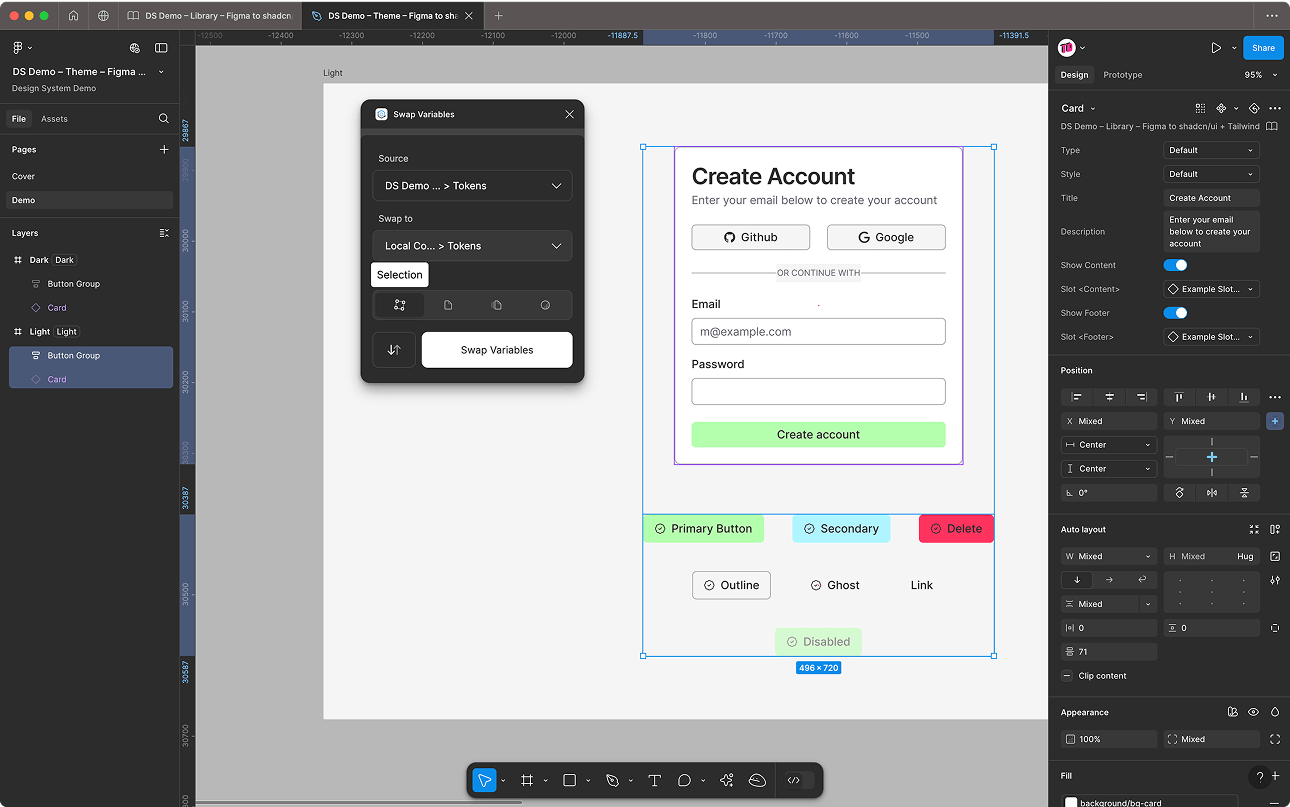 DS Demo – Library – Figma to shadcn
DS Demo – Theme – Figma to sha
-12500 -12400 -12300 -12200 -12100 -12000 -11887.5 -11800 -11700 -11600 -11500 -11391.5
DS Demo – Theme – Figma ...
Design System Demo
File Assets
Pages
Cover
Demo
Layers
Dark Dark
Button Group
Card
Light Light
Button Group
Card
29867
29900
30000
30100
30200
30300
30387
30500
30587
30700
Light
Swap Variables
Source
DS Demo ... > Tokens
Swap to
Local Co... > Tokens
Selection
Swap Variables
Create Account
Enter your email below to create your account
Github Google
OR CONTINUE WITH
Email
m@example.com
Password
Create account
Primary Button Secondary Delete
Outline Ghost Link
Disabled
496 × 720
Share
Design Prototype 95%
Card
DS Demo – Library – Figma to shadcn/ui + Tailwind
Type Default
Style Default
Title Create Account
Description Enter your email
below to create your
account
Show Content
Slot <Content> Example Slot...
Show Footer
Slot <Footer> Example Slot...
Position
X Mixed Y Mixed
Center
Center
0°
Auto layout
W Mixed H Mixed Hug
Mixed
0 0
71
Clip content
Appearance
100% Mixed
Fill
?
background/bg-card